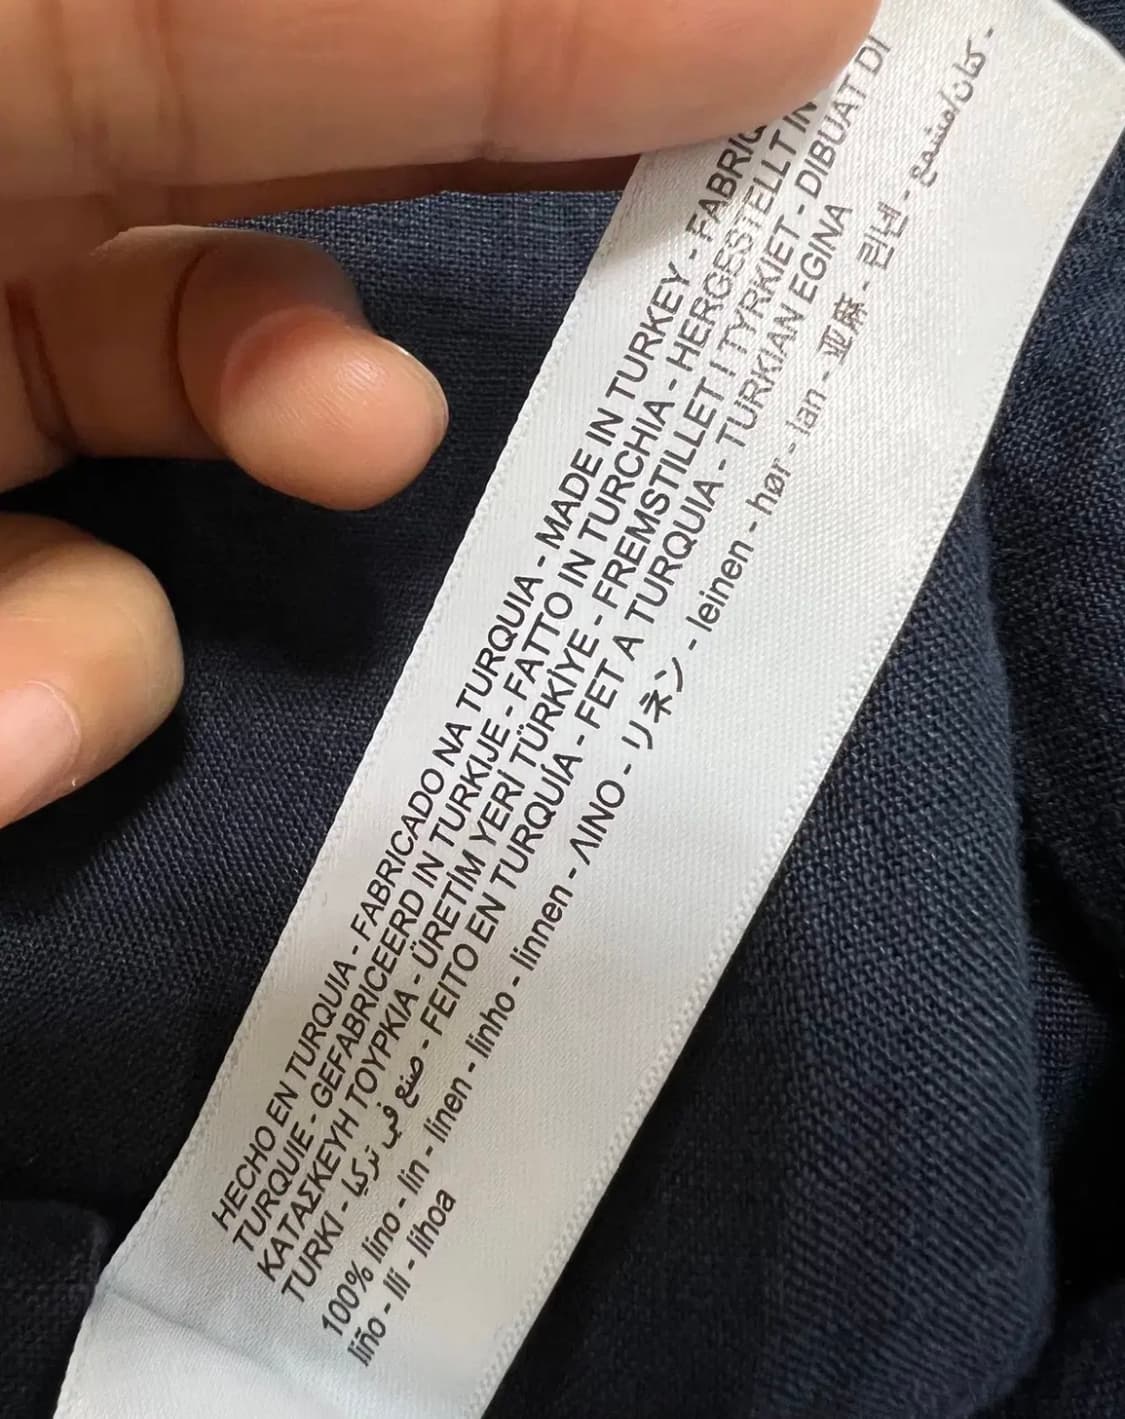 HECHO EN TURQUIA - FABRICADO NA TURQUIA - MADE IN TURKEY -
TURQUIE - GEFABRICEERD IN TURKIJE - FATTO IN TURCHIA - HERGESSTELLT IN
ΚΑΤΑΣΚΕΥΗ ΤΟΥΡΚΙΑ - ÜRETİM YERİ TÜRKİYE - FREMSTILLET I TYRKIET - DIBUAT DI
TURKI - صنع في تركيا - FEITO EN TURQUÍA - FET A TURQUIA - TURKIAN EGINA
100% lino - lin - linen - linho - linnen - ΛΙΝΟ - リネン - leinen - hør - lan - 亚麻 - 린넨 - كتان/مشمع -
liño - lli - lihoa